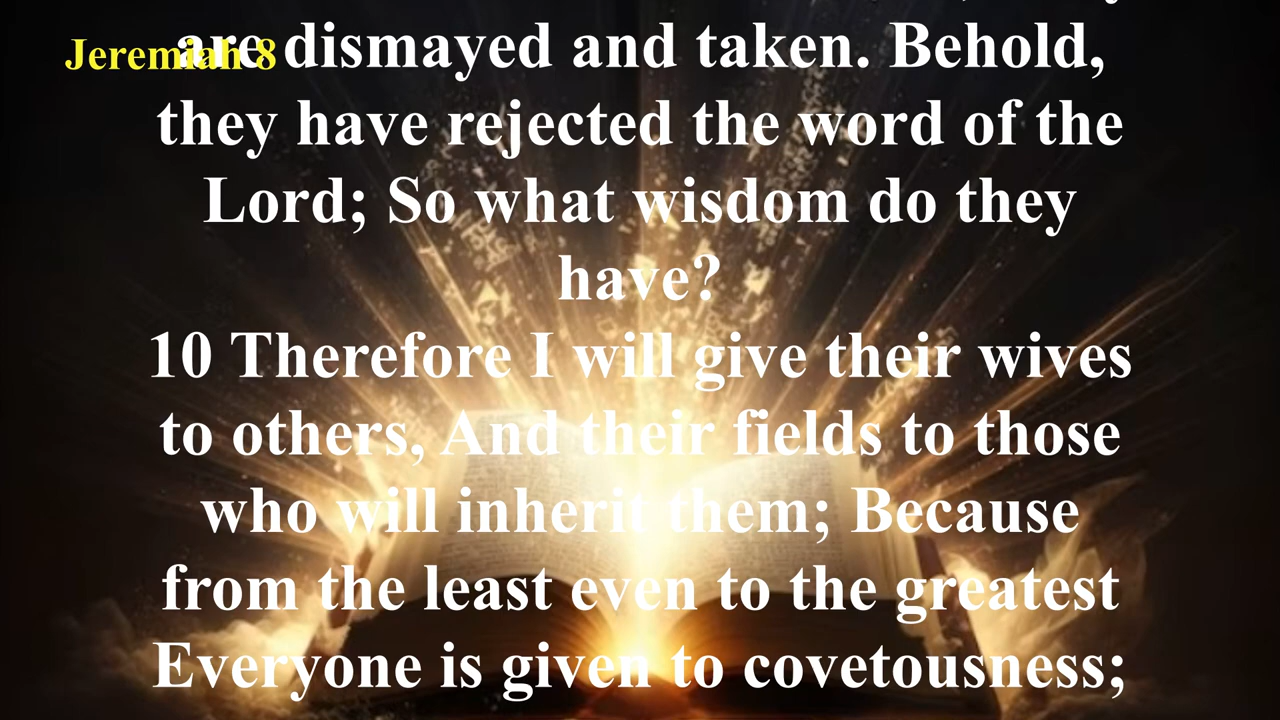 Jeremiah 8
are dismayed and taken. Behold,
they have rejected the word of the
Lord; So what wisdom do they
have?
10 Therefore I will give their wives
to others, And their fields to those
who will inherit them; Because
from the least even to the greatest
Everyone is given to covetousness;